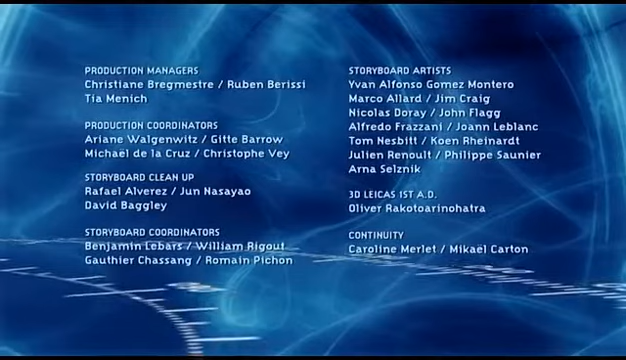 PRODUCTION MANAGERS
Christiane Bregmestre / Ruben Berissi
Tia Menich
PRODUCTION COORDINATORS
Ariane Walgenwitz / Gitte Barrow
Michaël de la Cruz / Christophe Vey
STORYBOARD CLEAN UP
Rafael Alverez / Jun Nasayao
David Baggley
STORYBOARD COORDINATORS
Benjamin Lebars / William Rigout
Gauthier Chassang / Romain Pichon
STORYBOARD ARTISTS
Yvan Alfonso Gomez Montero
Marco Allard / Jim Craig
Nicolas Doray / John Flagg
Alfredo Frazzani / Joann Leblanc
Tom Nesbitt / Koen Rheinardt
Julien Renoult / Philippe Saunier
Arna Selznik
3D LEICAS 1ST A.D.
Oliver Rakotoarinohatra
CONTINUITY
Caroline Merlet / Mikaël Carton